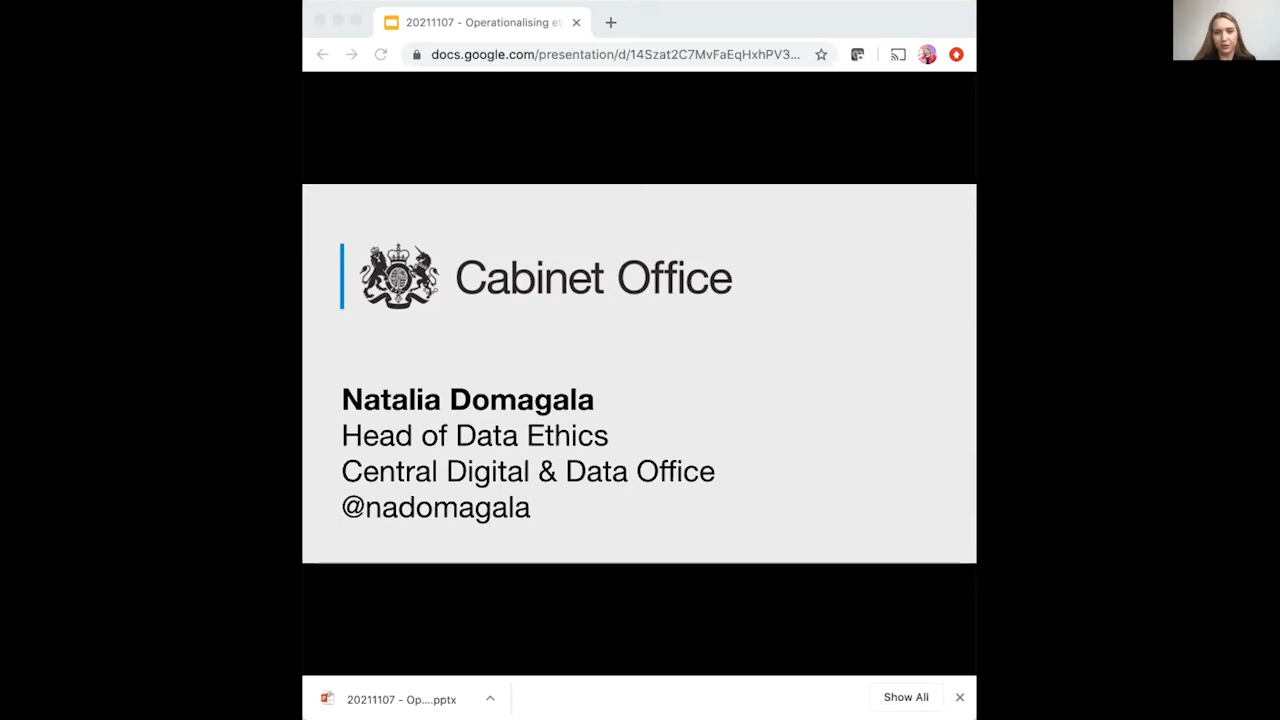 20211107 - Operationalising et
docs.google.com/presentation/d/14Szat2C7MvFaEqHxhPV3...
Cabinet Office
Natalia Domagala
Head of Data Ethics
Central Digital & Data Office
@nadomagala
20211107 - Op....pptx
Show All